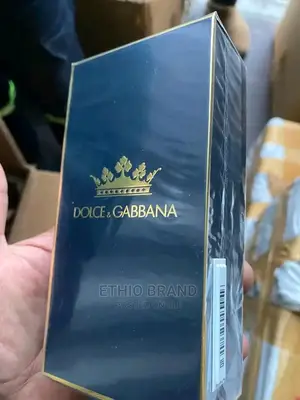 DOLCE & GABBANA
ETHIO BRAND